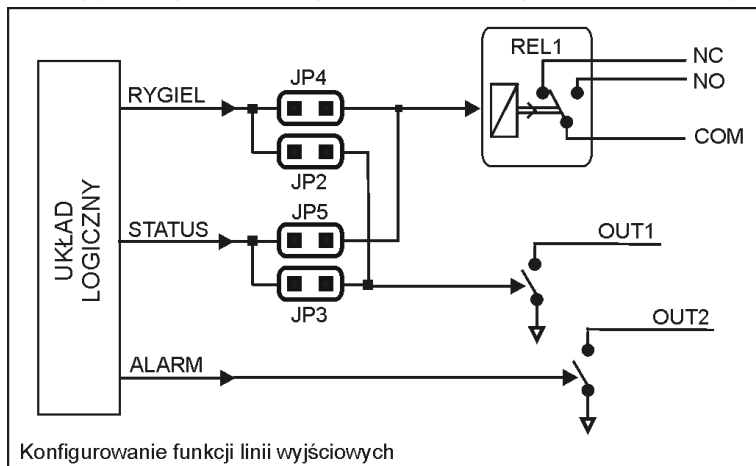 REL1
NC
NO
COM
JP4
RYGIEL
JP2
JP5
STATUS
JP3
UKŁAD
LOGICZNY
OUT1
OUT2
ALARM
Konfigurowanie funkcji linii wyjściowych